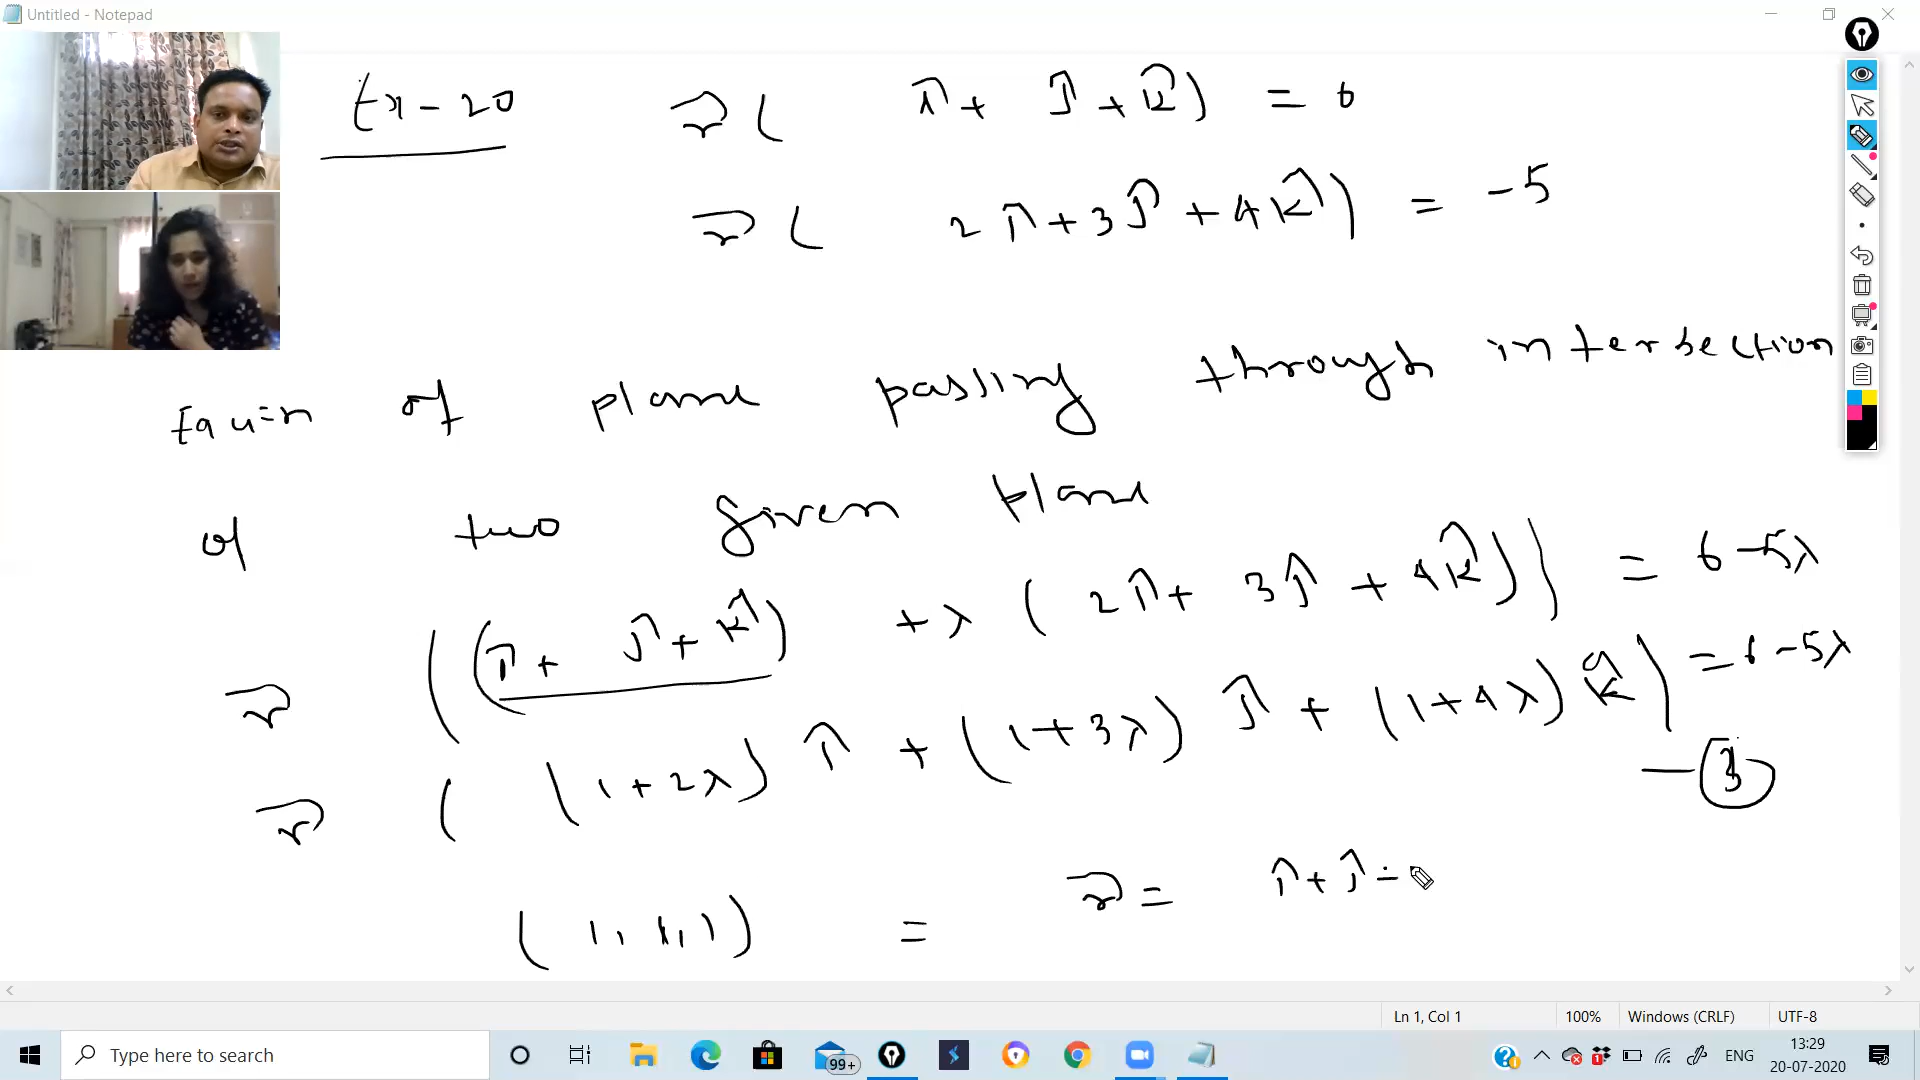 Untitled - Notepad
Ex - 20
r⃗ ( î + ĵ + k̂ ) = 6
r⃗ ( 2î + 3ĵ + 4k̂ ) = -5
Equ=n of plane passing through intersection
of two given plane
r⃗ ( ( î + ĵ + k̂ ) + λ ( 2î + 3ĵ + 4k̂ ) ) = 6 - 5λ
r⃗ ( ( 1 + 2λ ) î + ( 1 + 3λ ) ĵ + ( 1 + 4λ ) k̂ ) = 6 - 5λ
- 3
( 1, 1, 1 ) = r⃗ = î + ĵ =
Ln 1, Col 1 100% Windows (CRLF) UTF-8
Type here to search
99+
ENG
13:29
20-07-2020